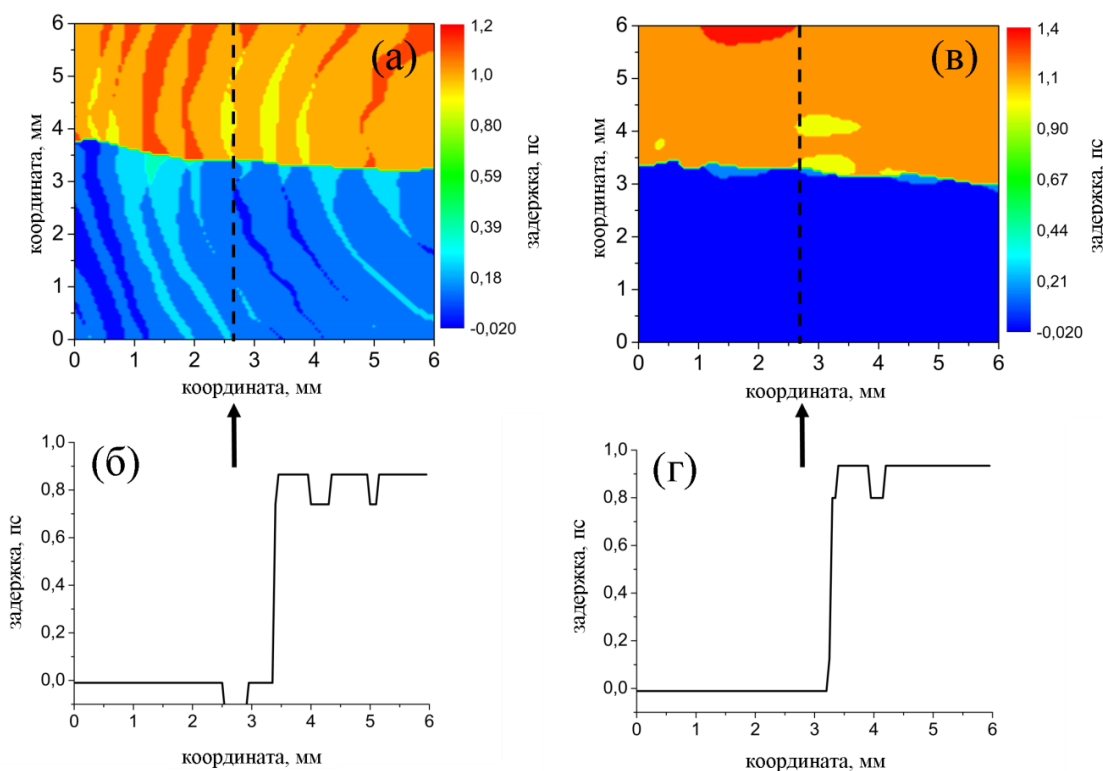 (а)
координата, мм
6
5
4
3
2
1
0
0 1 2 3 4 5 6
координата, мм
1,2
1,0
0,80
0,59
0,39
0,18
-0,020
задержка, пс
(в)
координата, мм
6
5
4
3
2
1
0
0 1 2 3 4 5 6
координата, мм
1,4
1,1
0,90
0,67
0,44
0,21
-0,020
задержка, пс
(б)
задержка, пс
1,0
0,8
0,6
0,4
0,2
0,0
0 1 2 3 4 5 6
координата, мм
(г)
задержка, пс
1,0
0,8
0,6
0,4
0,2
0,0
0 1 2 3 4 5 6
координата, мм